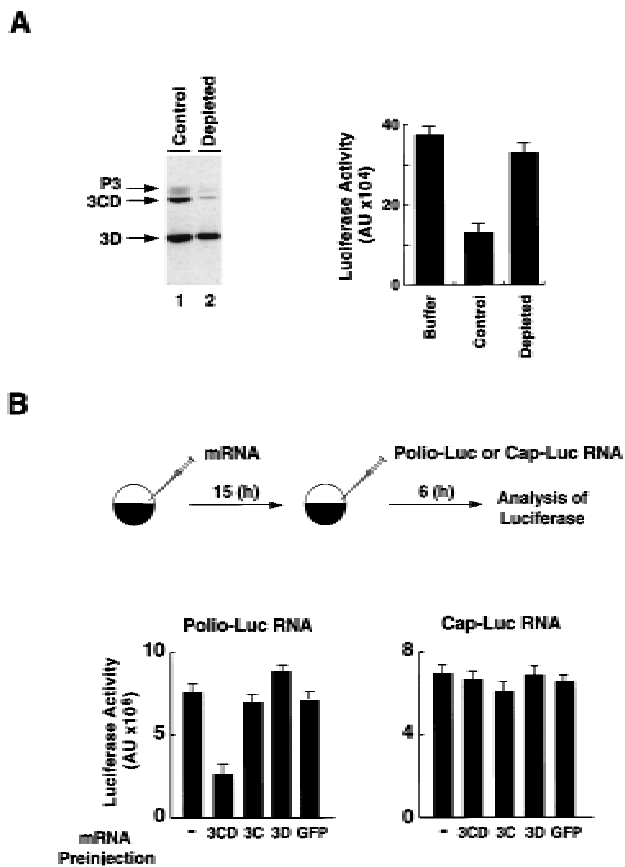 A
Control
Depleted
P3
3CD
3D
1 2
Luciferase Activity
(AU x104)
40
20
0
Buffer
Control
Depleted
B
mRNA
Polio-Luc or Cap-Luc RNA
15 (h)
6 (h)
Analysis of
Luciferase
Polio-Luc RNA
Luciferase Activity
(AU x10⁶)
10
5
0
- 3CD 3C 3D GFP
mRNA
Preinjection
Cap-Luc RNA
8
4
0
- 3CD 3C 3D GFP